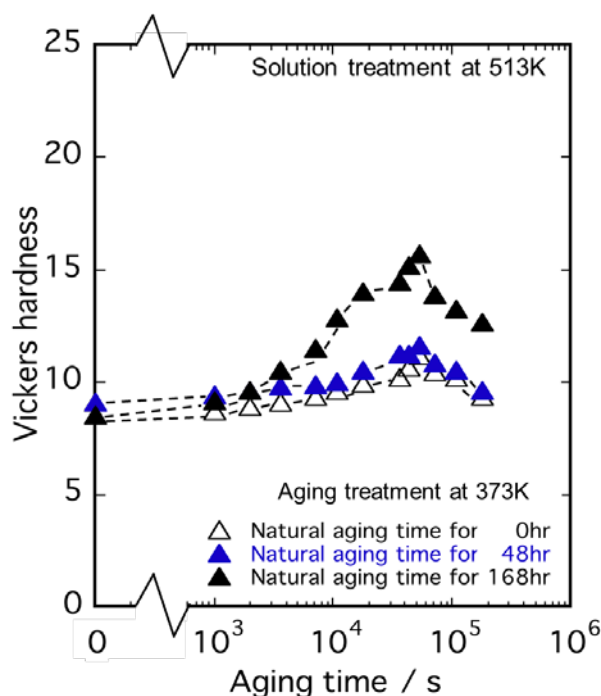 25
Solution treatment at 513K
20
15
10
5
0
Vickers hardness
Aging treatment at 373K
Natural aging time for 0hr
Natural aging time for 48hr
Natural aging time for 168hr
0 10³ 10⁴ 10⁵ 10⁶
Aging time / s